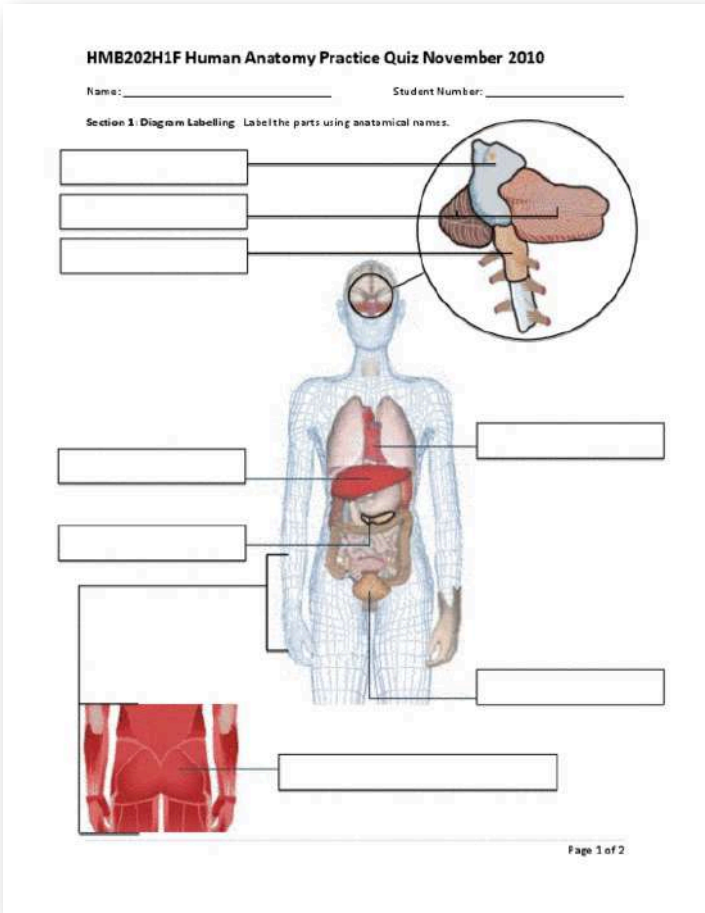 HMB202H1F Human Anatomy Practice Quiz November 2010
Name: Student Number:
Section 1: Diagram Labelling Label the parts using anatomical names.
Page 1 of 2